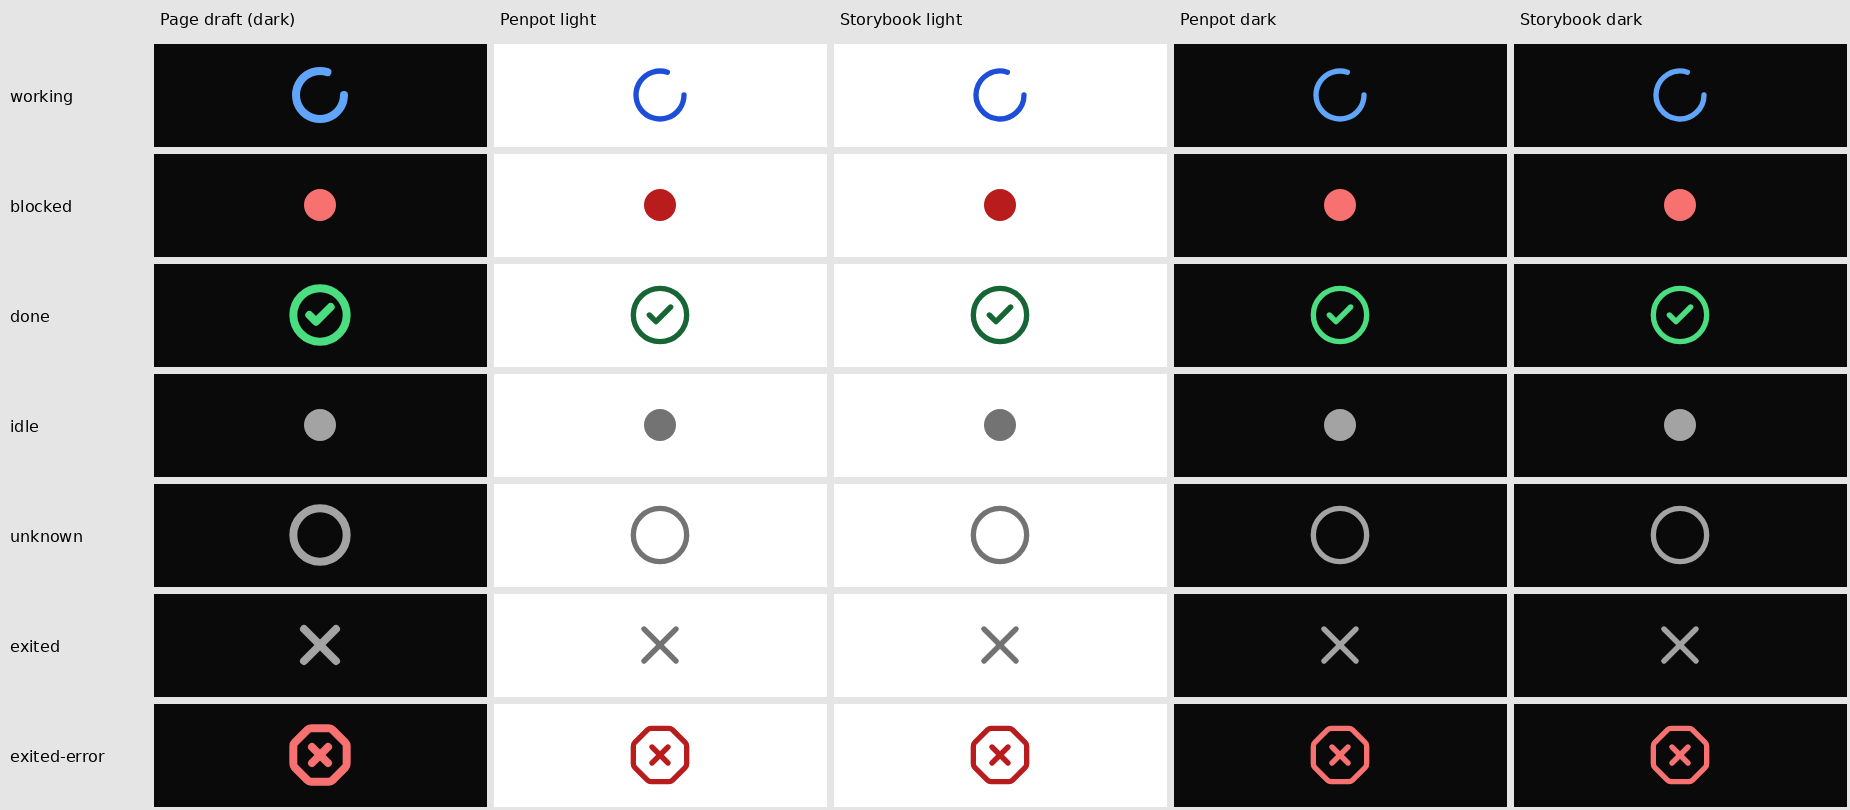 Page draft (dark)
Penpot light
Storybook light
Penpot dark
Storybook dark
working
blocked
done
idle
unknown
exited
exited-error